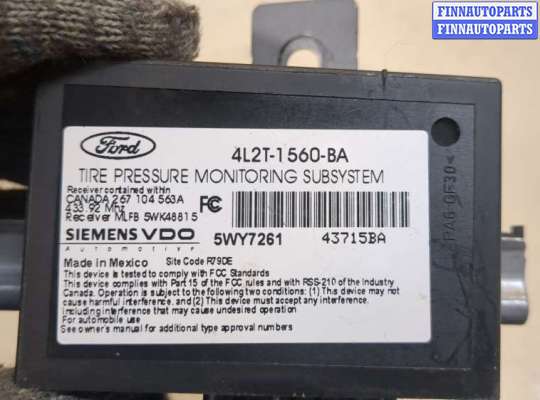 FINNAUTOPARTS
FINNAUTOPARTS
Ford
4L2T-1560-BA
TIRE PRESSURE MONITORING SUBSYSTEM
Receiver contained within
CANADA 267 104 563A
433.92 Mhz
Receiver MLFB 5WK48815
FC
SIEMENS VDO
Automotive
5WY7261
43715BA
Made in Mexico
Site Code R79DE
This device is tested to comply with FCC Standards
This device complies with Part 15 of the FCC rules and with RSS-210 of the Industry
Canada. Operation is subject to the following two conditions: (1) This device may not
cause harmful interference, and (2) This device must accept any interference.
Including interference that may cause undesired operation
For automobile use
See owner's manual for additional type approval numbers
>PA6-GF30<